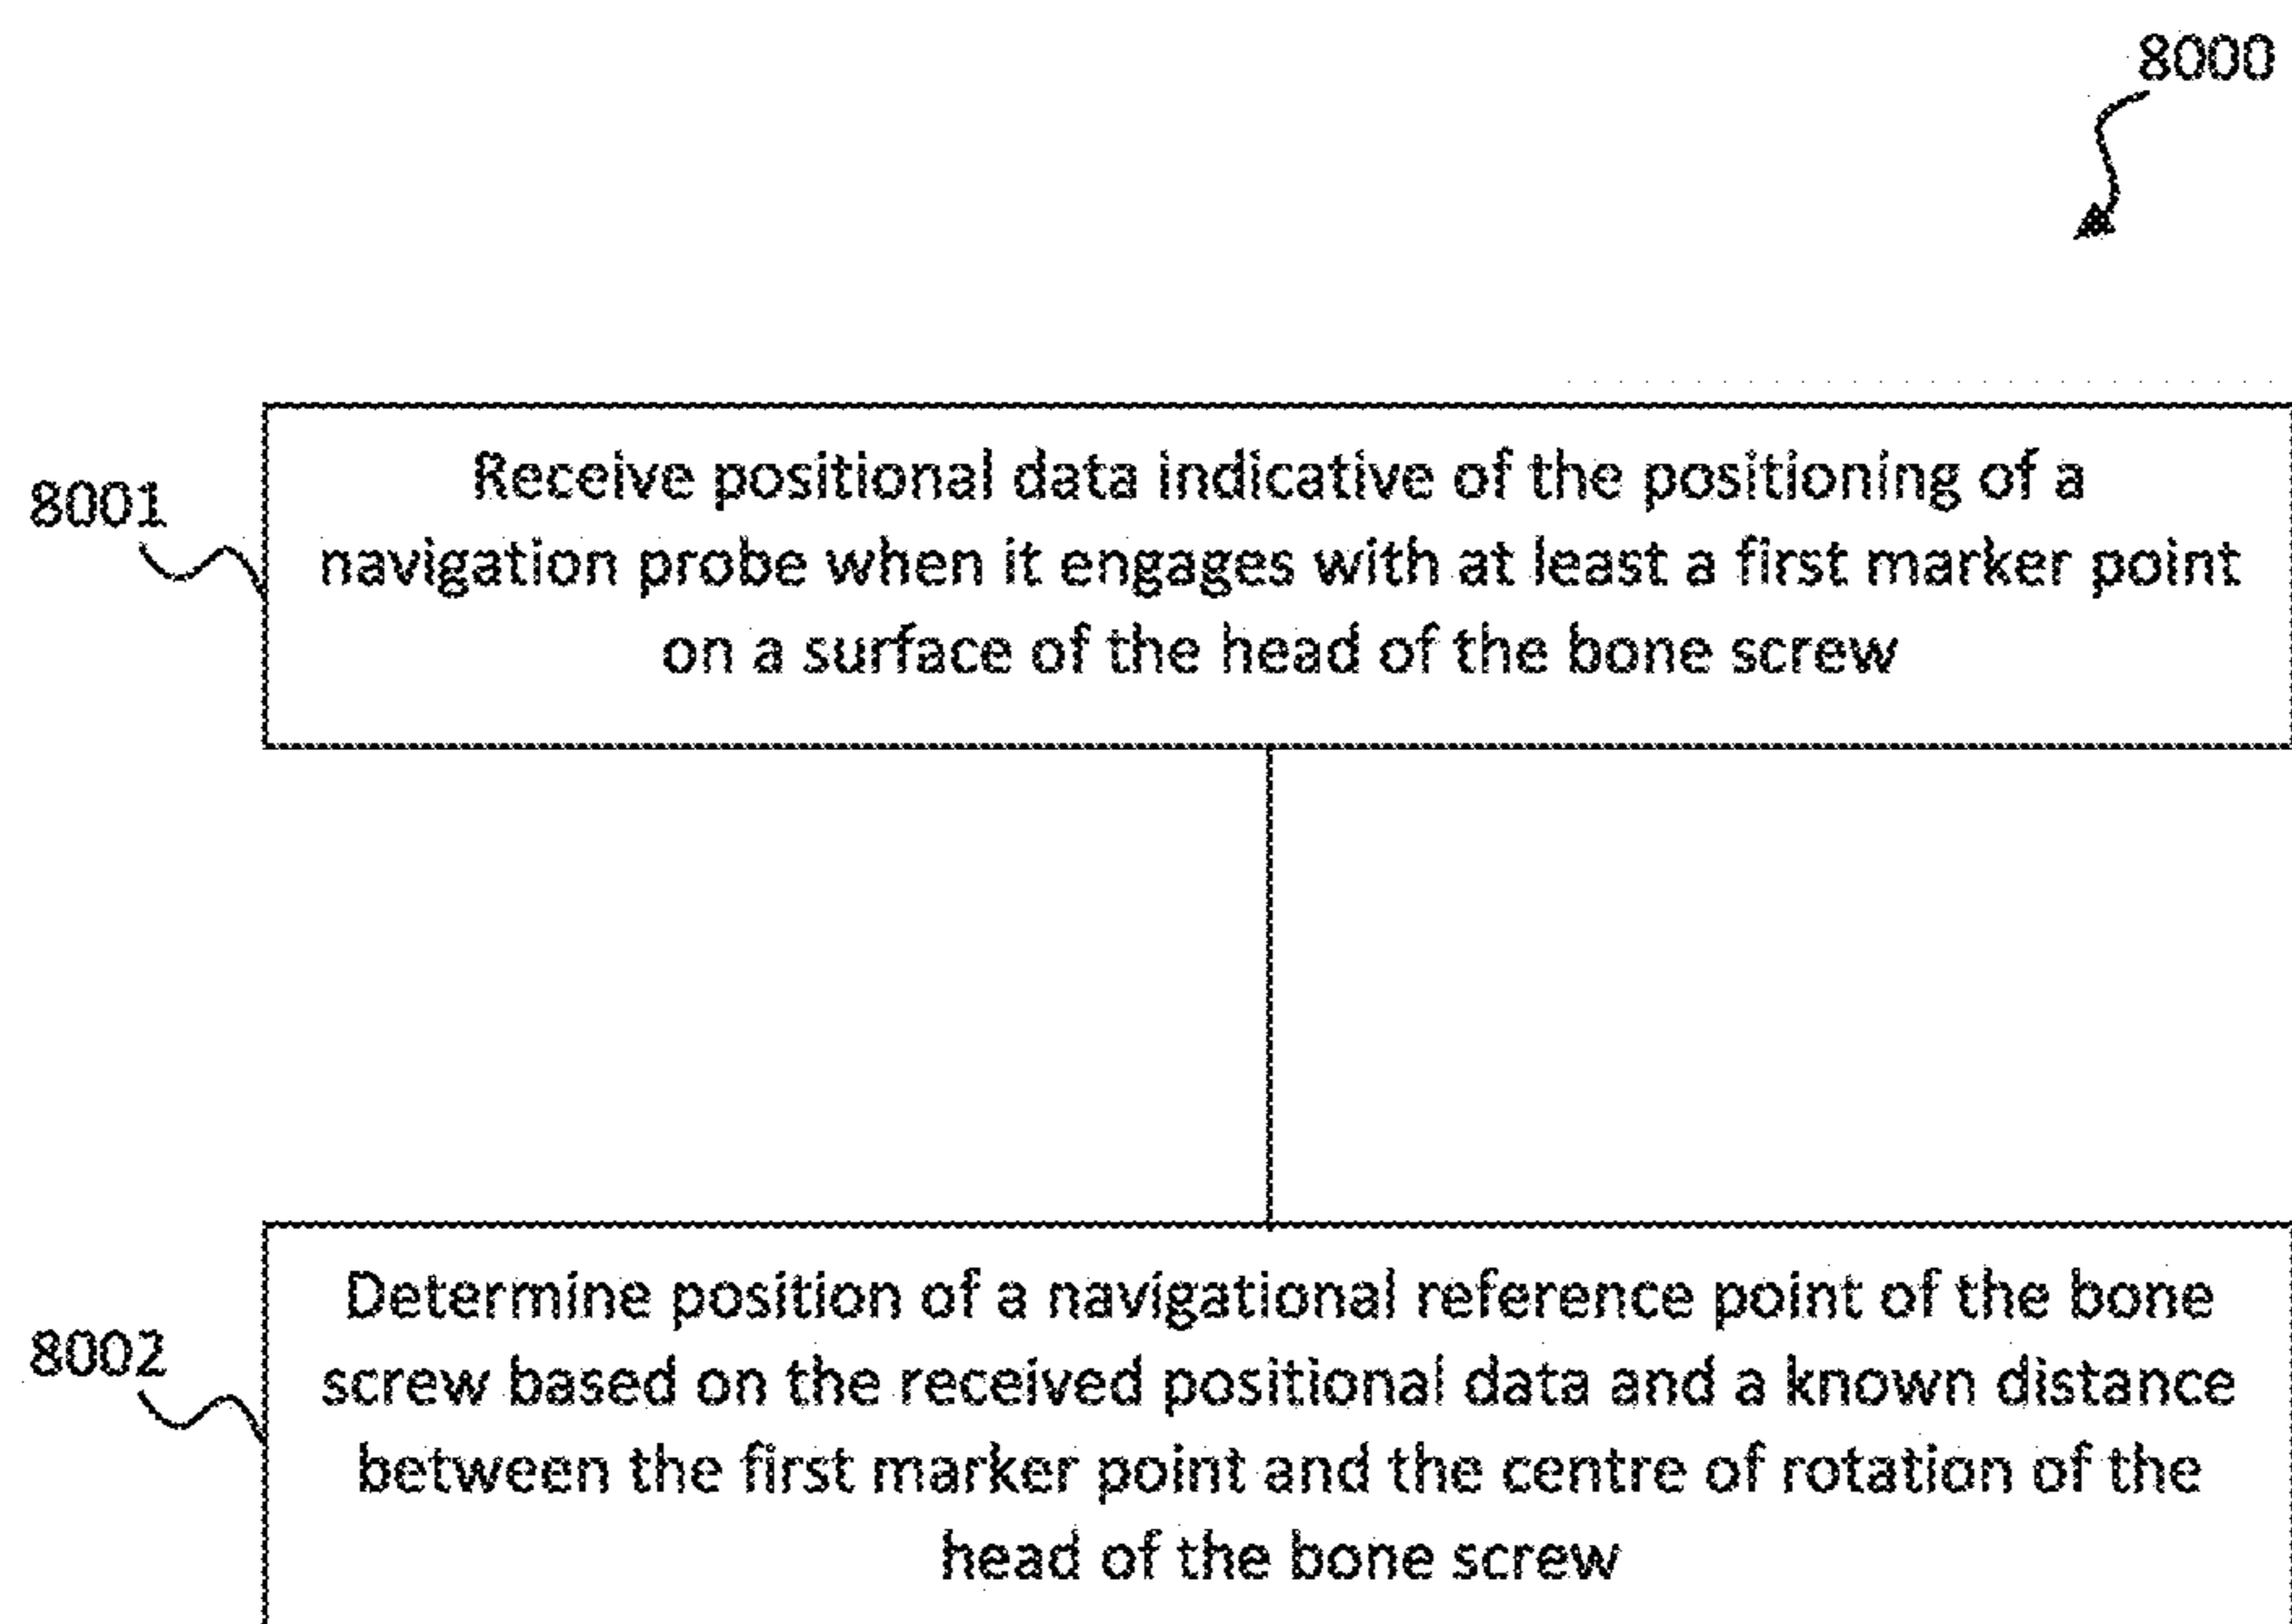 8000
8001
Receive positional data indicative of the positioning of a
navigation probe when it engages with at least a first marker point
on a surface of the head of the bone screw
8002
Determine position of a navigational reference point of the bone
screw based on the received positional data and a known distance
between the first marker point and the centre of rotation of the
head of the bone screw